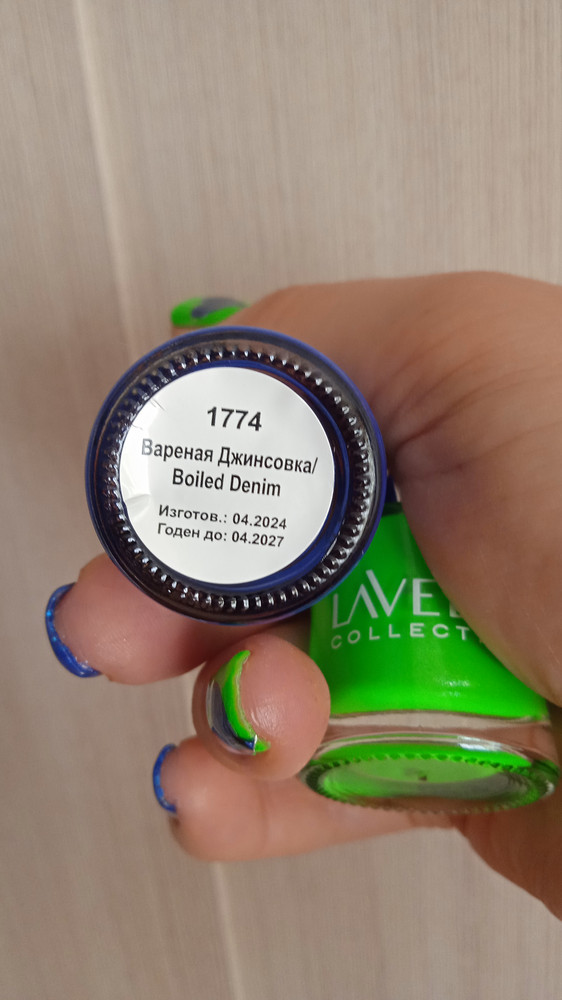 1774
Вареная Джинсовка/
Boiled Denim
Изготов.: 04.2024
Годен до: 04.2027